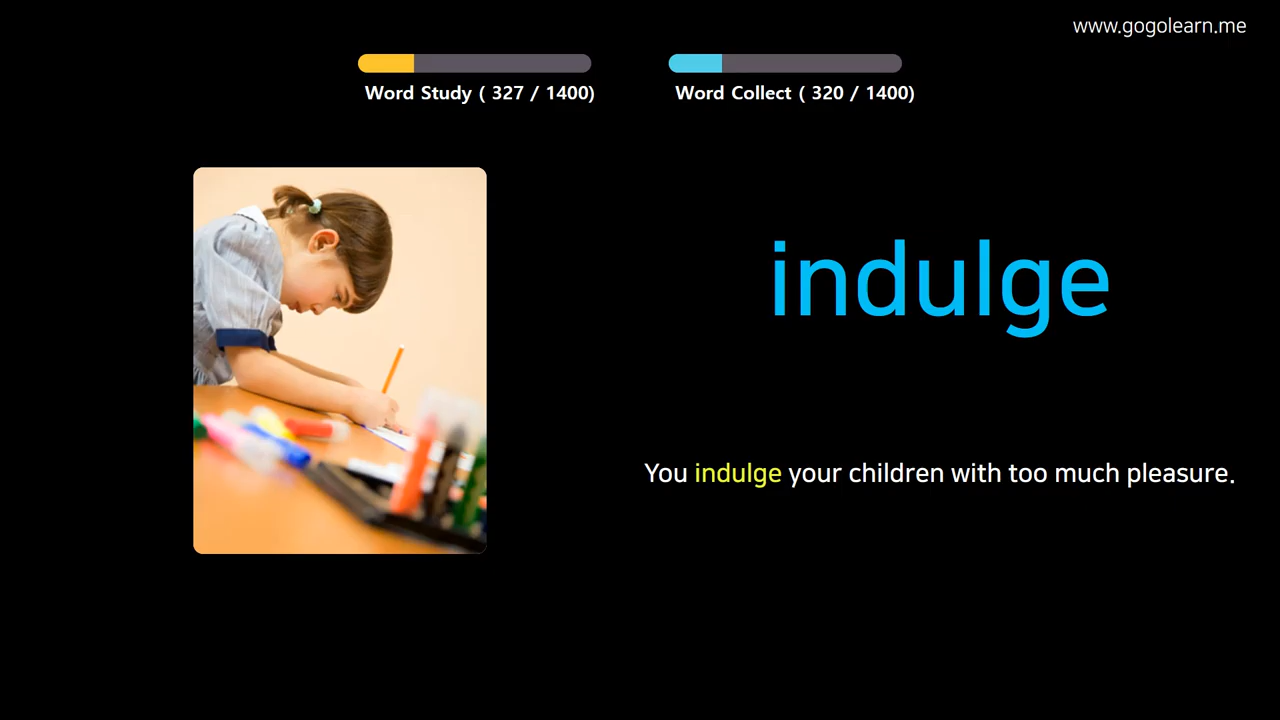 www.gogolearn.me
Word Study ( 327 / 1400)
Word Collect ( 320 / 1400)
indulge
You indulge your children with too much pleasure.